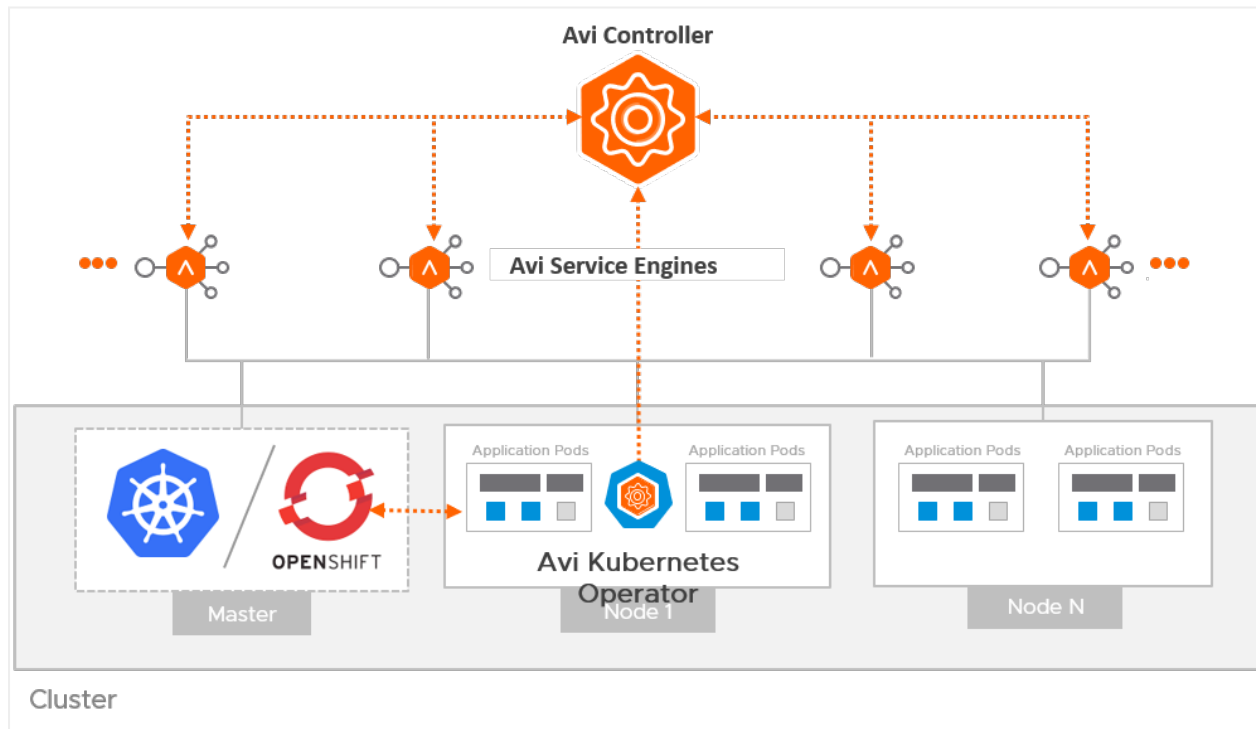 Avi Controller
Avi Service Engines
Application Pods
Application Pods
Application Pods
Application Pods
OPENSHIFT
Avi Kubernetes
Operator
Master
Node 1
Node N
Cluster